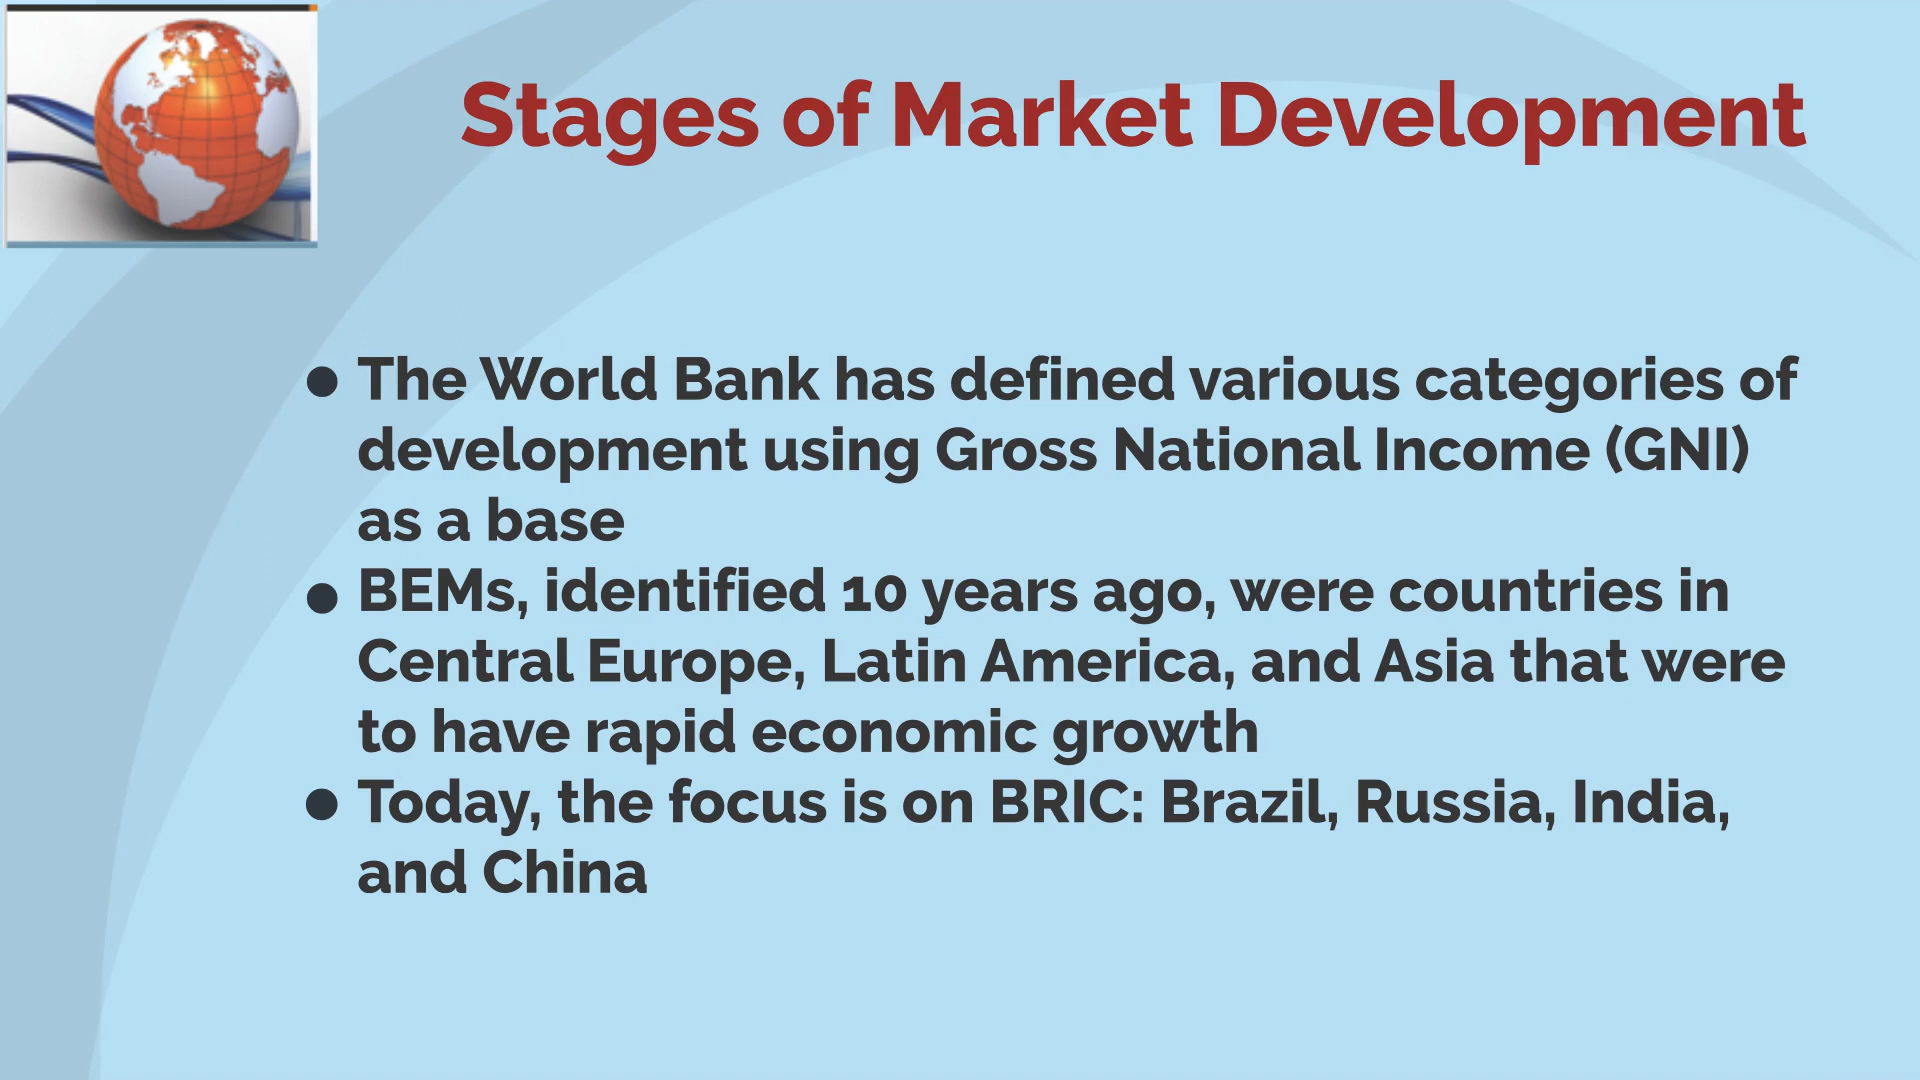 Stages of Market Development
• The World Bank has defined various categories of
development using Gross National Income (GNI)
as a base
• BEMs, identified 10 years ago, were countries in
Central Europe, Latin America, and Asia that were
to have rapid economic growth
• Today, the focus is on BRIC: Brazil, Russia, India,
and China